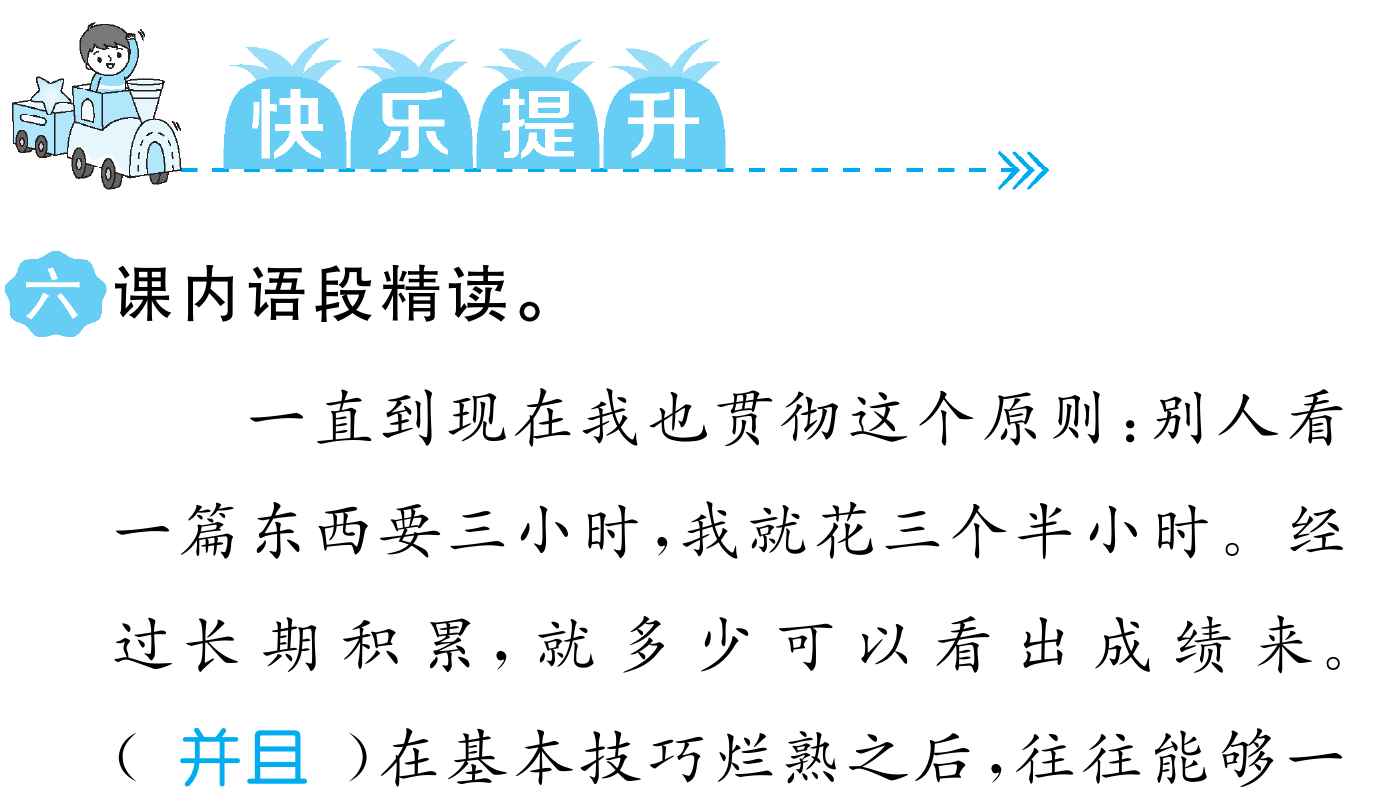 快乐提升
六 课内语段精读。
一直到现在我也贯彻这个原则：别人看
一篇东西要三小时，我就花三个半小时。经
过长期积累，就多少可以看出成绩来。
（ 并且 ）在基本技巧烂熟之后，往往能够一